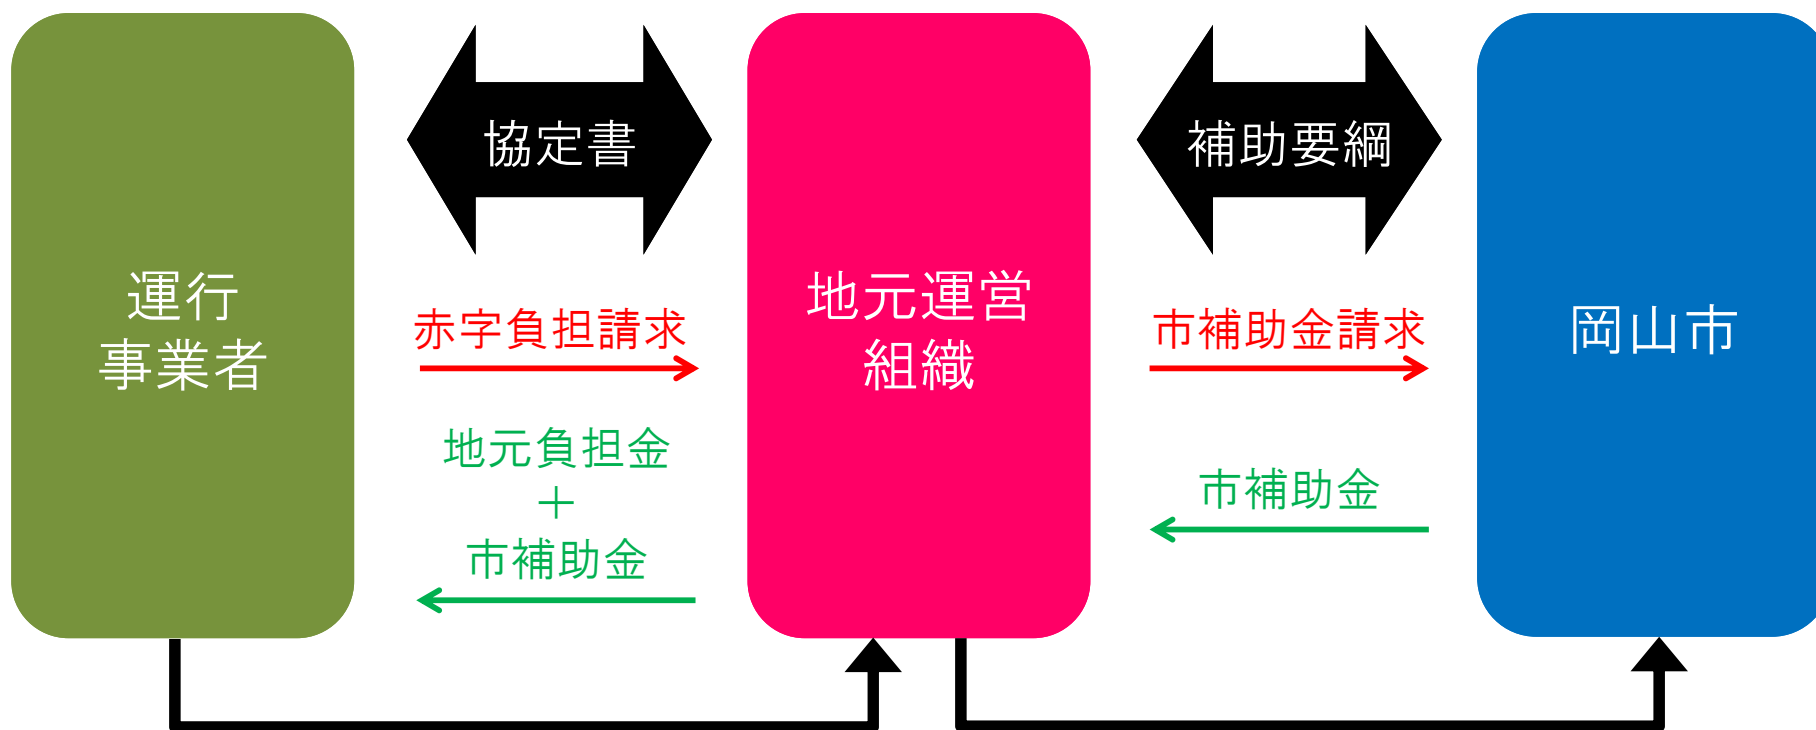 協定書
補助要綱
運行
事業者
地元運営
組織
岡山市
赤字負担請求
市補助金請求
地元負担金
＋
市補助金
市補助金